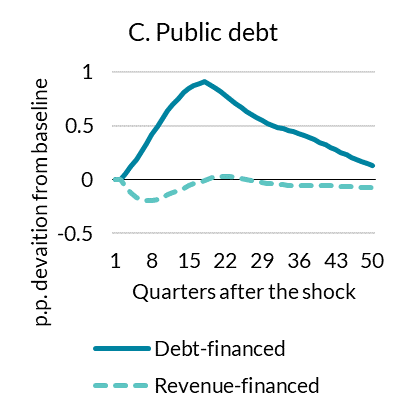 C. Public debt
p.p. devaition from baseline
1
0.5
0
-0.5
1 8 15 22 29 36 43 50
Quarters after the shock
Debt-financed
Revenue-financed